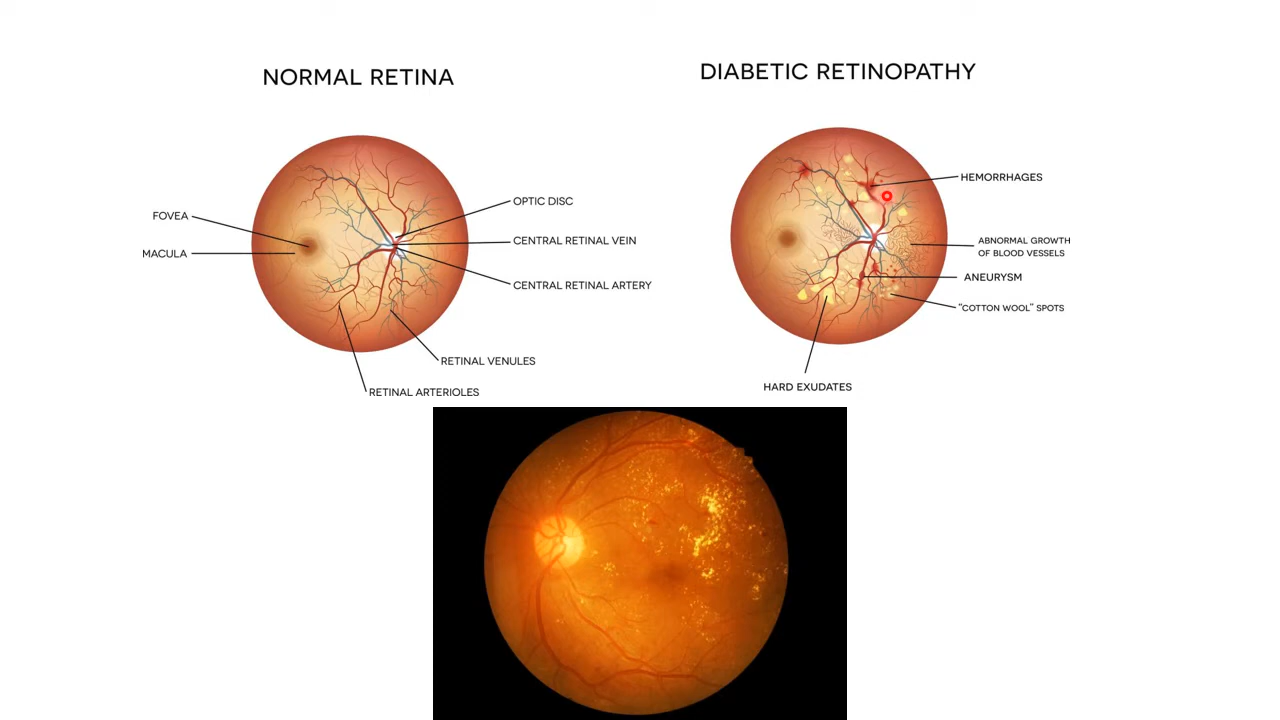 NORMAL RETINA
FOVEA
MACULA
OPTIC DISC
CENTRAL RETINAL VEIN
CENTRAL RETINAL ARTERY
RETINAL VENULES
RETINAL ARTERIOLES
DIABETIC RETINOPATHY
HEMORRHAGES
ABNORMAL GROWTH
OF BLOOD VESSELS
ANEURYSM
"COTTON WOOL" SPOTS
HARD EXUDATES